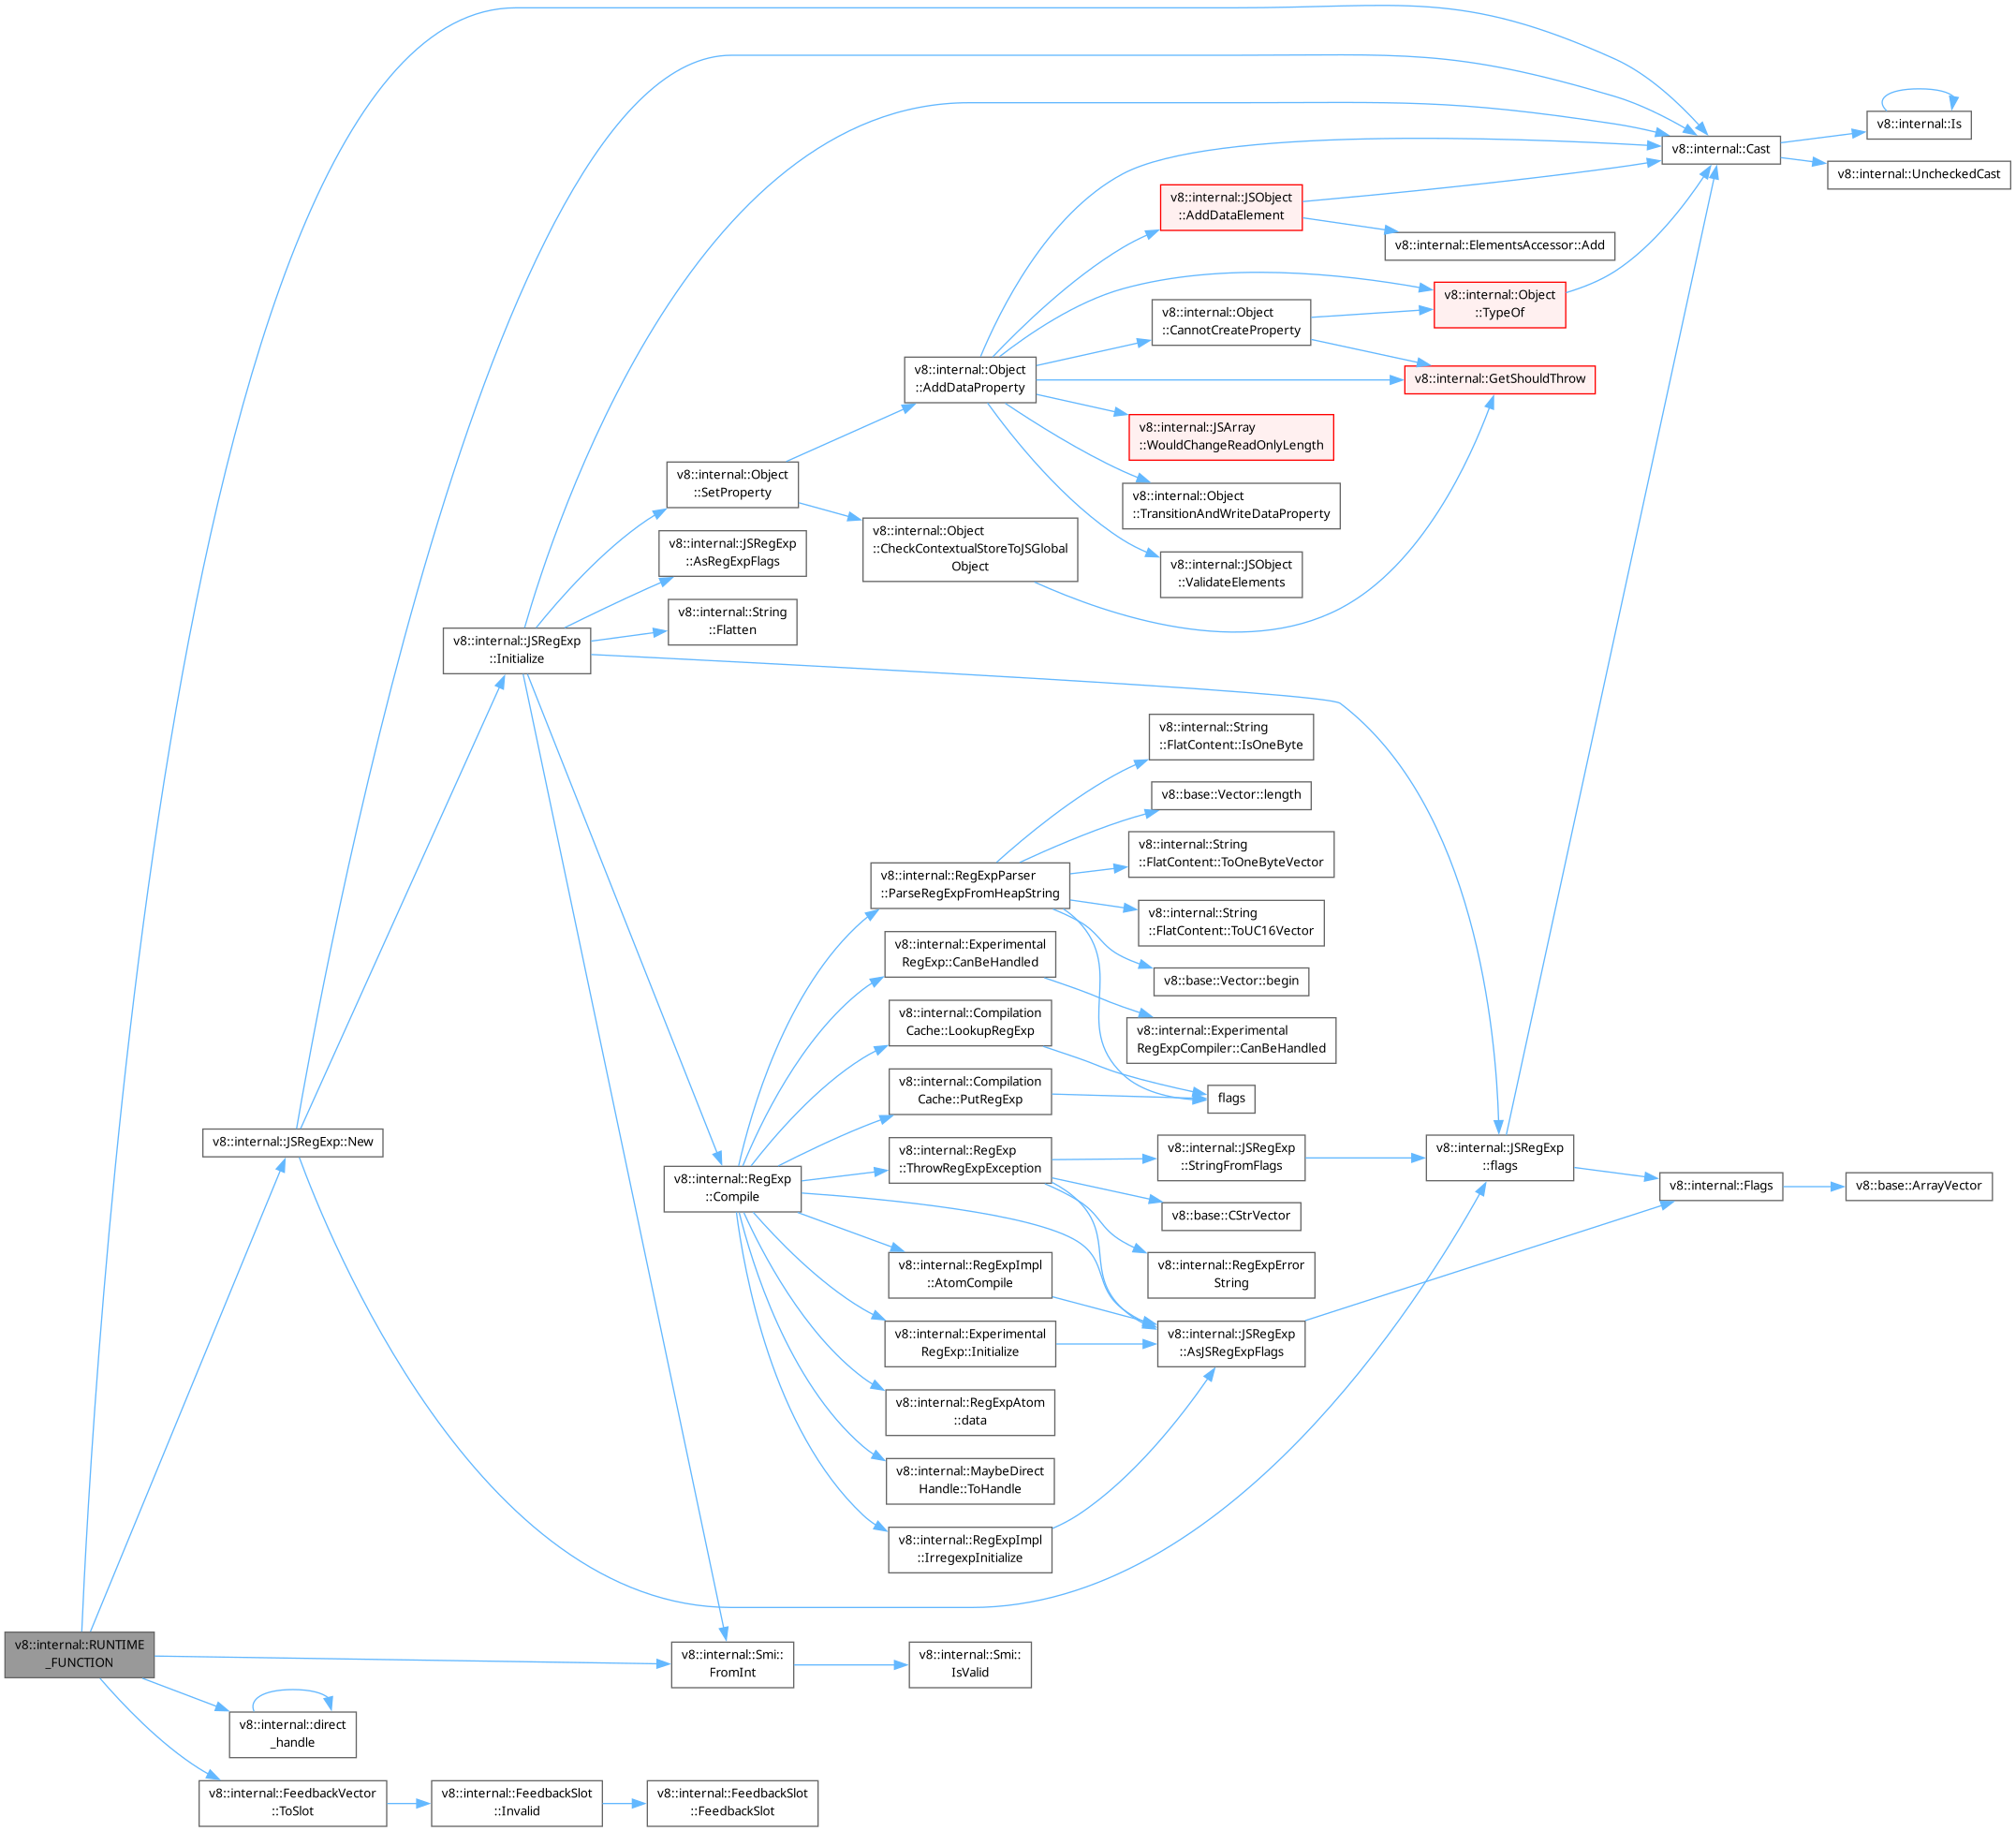 v8::internal::RUNTIME
_FUNCTION
v8::internal::JSRegExp::New
v8::internal::direct
_handle
v8::internal::FeedbackVector
::ToSlot
v8::internal::JSRegExp
::Initialize
v8::internal::FeedbackSlot
::Invalid
v8::internal::Object
::SetProperty
v8::internal::JSRegExp
::AsRegExpFlags
v8::internal::String
::Flatten
v8::internal::RegExp
::Compile
v8::internal::Smi::
FromInt
v8::internal::FeedbackSlot
::FeedbackSlot
v8::internal::Object
::AddDataProperty
v8::internal::Object
::CheckContextualStoreToJSGlobal
Object
v8::internal::RegExpParser
::ParseRegExpFromHeapString
v8::internal::Experimental
RegExp::CanBeHandled
v8::internal::Compilation
Cache::LookupRegExp
v8::internal::Compilation
Cache::PutRegExp
v8::internal::RegExp
::ThrowRegExpException
v8::internal::RegExpImpl
::AtomCompile
v8::internal::Experimental
RegExp::Initialize
v8::internal::RegExpAtom
::data
v8::internal::MaybeDirect
Handle::ToHandle
v8::internal::RegExpImpl
::IrregexpInitialize
v8::internal::Smi::
IsValid
v8::internal::JSObject
::AddDataElement
v8::internal::Object
::CannotCreateProperty
v8::internal::JSArray
::WouldChangeReadOnlyLength
v8::internal::Object
::TransitionAndWriteDataProperty
v8::internal::JSObject
::ValidateElements
v8::internal::String
::FlatContent::IsOneByte
v8::base::Vector::length
v8::internal::String
::FlatContent::ToOneByteVector
v8::internal::String
::FlatContent::ToUC16Vector
v8::base::Vector::begin
v8::internal::Experimental
RegExpCompiler::CanBeHandled
flags
v8::internal::JSRegExp
::StringFromFlags
v8::base::CStrVector
v8::internal::RegExpError
String
v8::internal::JSRegExp
::AsJSRegExpFlags
v8::internal::ElementsAccessor::Add
v8::internal::Object
::TypeOf
v8::internal::GetShouldThrow
v8::internal::JSRegExp
::flags
v8::internal::Cast
v8::internal::Flags
v8::internal::Is
v8::internal::UncheckedCast
v8::base::ArrayVector